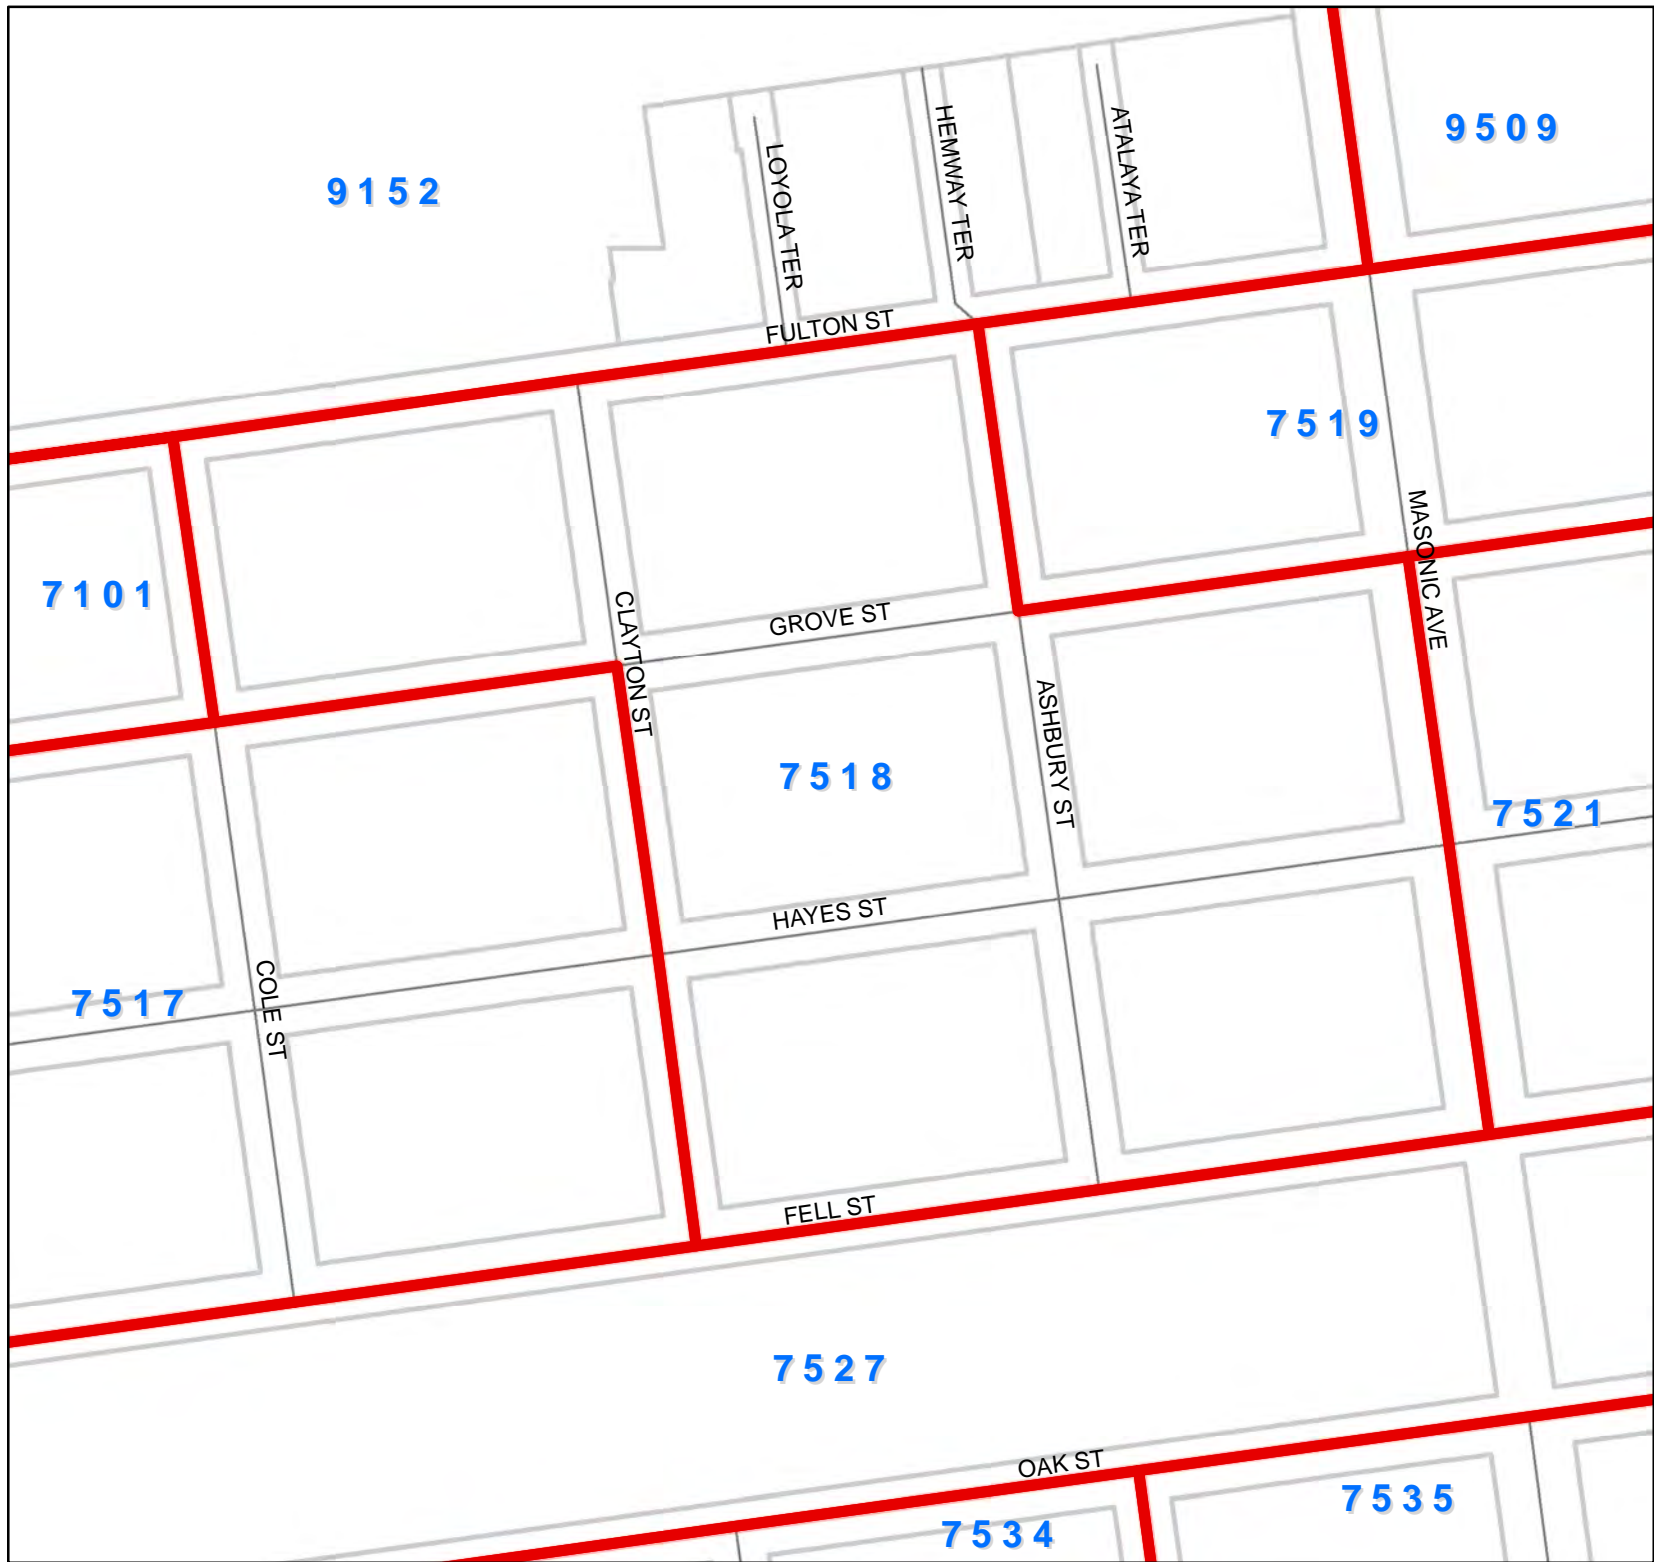 9509
HEMWAY TER
ATALAYA TER
LOYOLA TER
9152
FULTON ST
7519
MASONIC AVE
7101
CLAYTON ST
GROVE ST
ASHBURY ST
7518
7521
HAYES ST
COLE ST
7517
FELL ST
7527
OAK ST
7535
7534